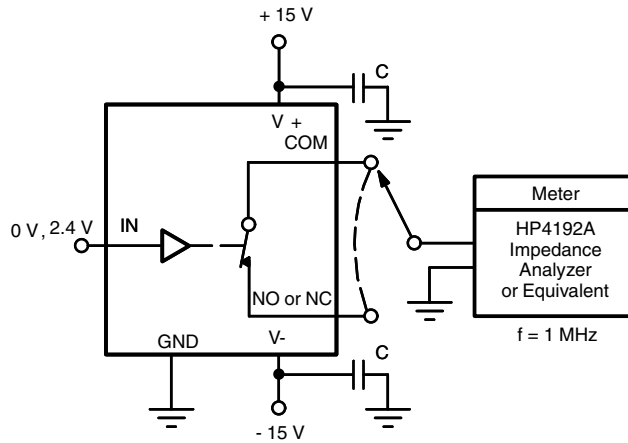 + 15 V
C
V +
COM
Meter
0 V, 2.4 V
IN
HP4192A
Impedance
Analyzer
or Equivalent
NO or NC
GND
V-
f = 1 MHz
C
- 15 V